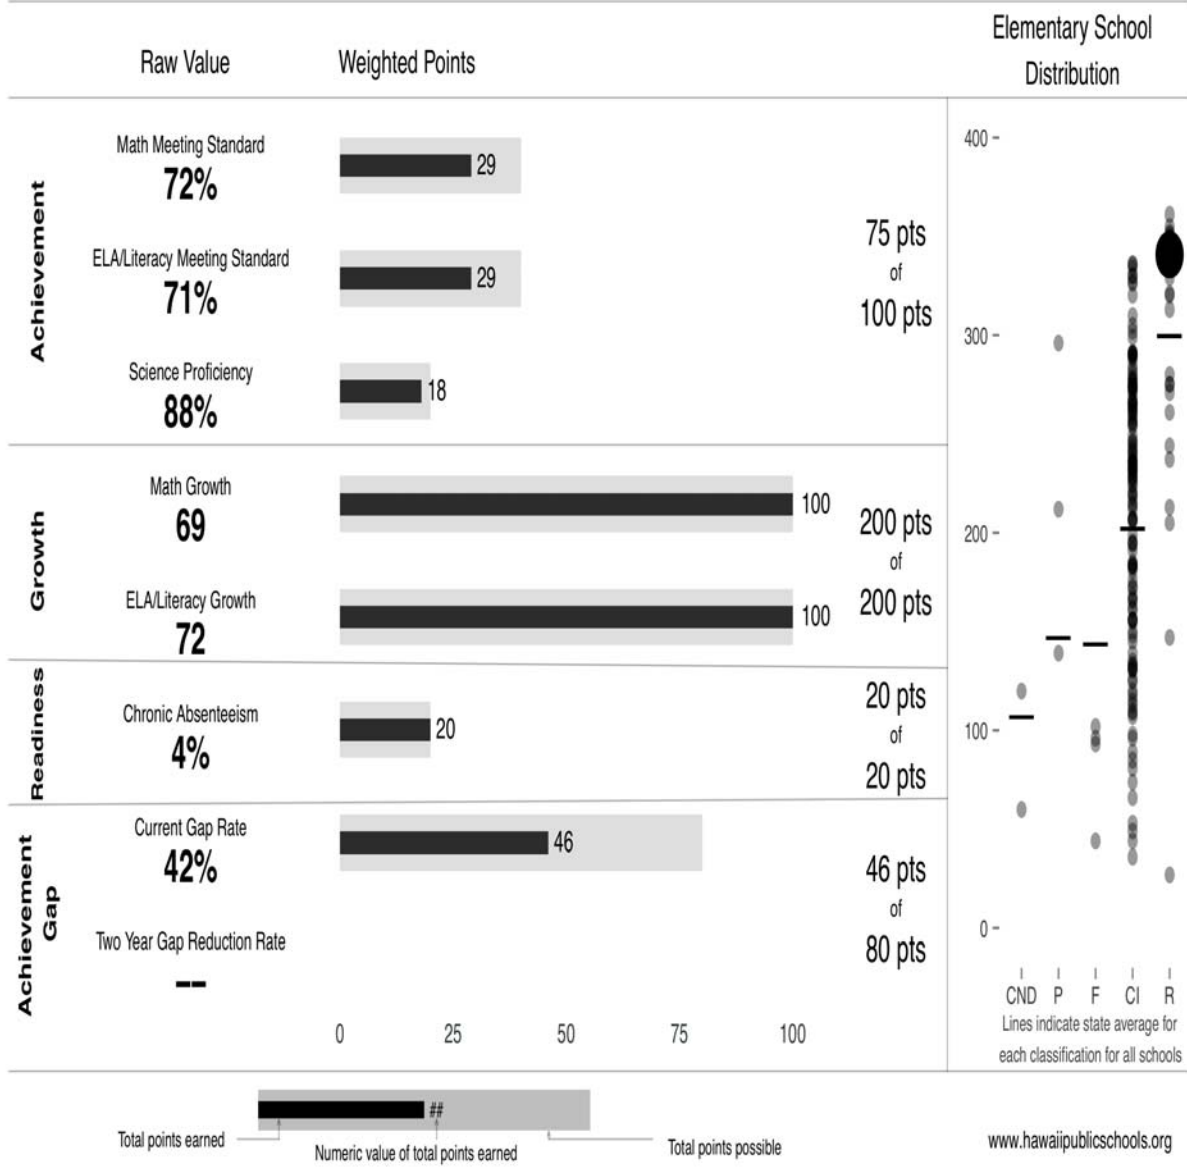 Raw Value
Weighted Points
Elementary School
Distribution
Achievement
Math Meeting Standard
72%
29
ELA/Literacy Meeting Standard
71%
29
Science Proficiency
88%
18
75 pts
of
100 pts
Growth
Math Growth
69
100
ELA/Literacy Growth
72
100
200 pts
of
200 pts
Readiness
Chronic Absenteeism
4%
20
20 pts
of
20 pts
Achievement
Gap
Current Gap Rate
42%
46
Two Year Gap Reduction Rate
--
46 pts
of
80 pts
0 25 50 75 100
400
300
200
100
0
CND P F CI R
Lines indicate state average for
each classification for all schools
##
Total points earned
Numeric value of total points earned
Total points possible
www.hawaiipublicschools.org